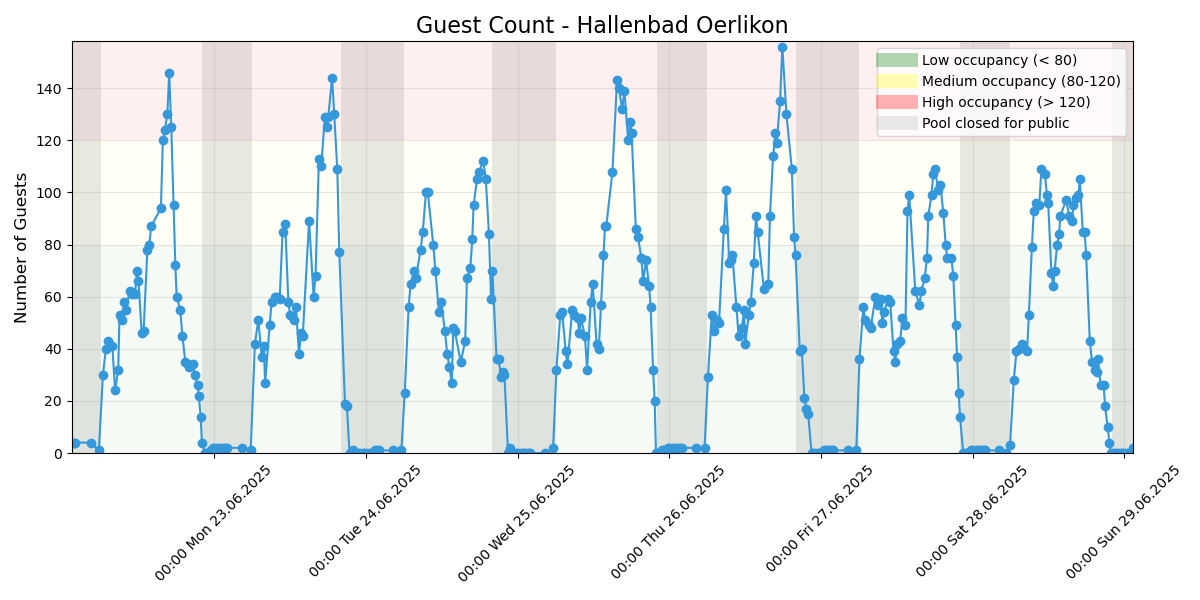 Guest Count - Hallenbad Oerlikon
Number of Guests
140
120
100
80
60
40
20
0
Low occupancy (< 80)
Medium occupancy (80-120)
High occupancy (> 120)
Pool closed for public
00:00 Mon 23.06.2025
00:00 Tue 24.06.2025
00:00 Wed 25.06.2025
00:00 Thu 26.06.2025
00:00 Fri 27.06.2025
00:00 Sat 28.06.2025
00:00 Sun 29.06.2025